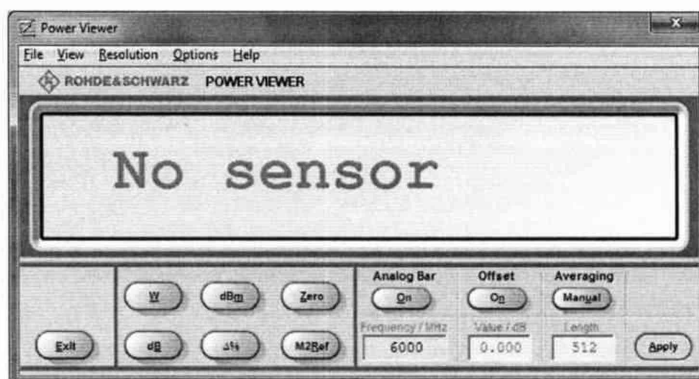 Power Viewer
File View Resolution Options Help
ROHDE&SCHWARZ POWER VIEWER
No sensor
Analog Bar Offset Averaging
W dBm Zero On On Manual
Frequency / MHz Value / dB Length
Exit dB Δ% M2Ref 6000 0.000 512 Apply